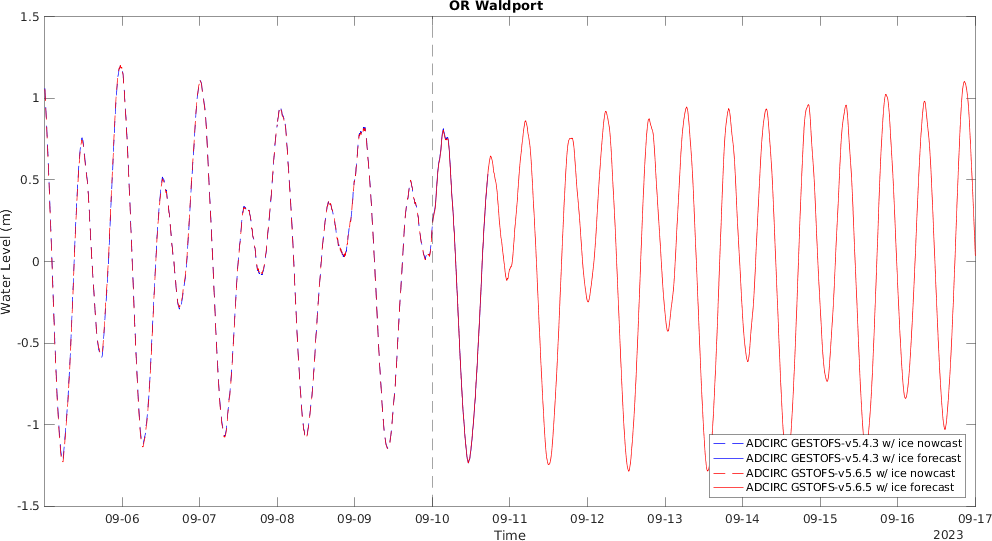 OR Waldport
1.5
1
0.5
0
-0.5
-1
-1.5
Water Level (m)
09-06
09-07
09-08
09-09
09-10
09-11
09-12
09-13
09-14
09-15
09-16
09-17
Time
2023
ADCIRC GESTOFS-v5.4.3 w/ ice nowcast
ADCIRC GESTOFS-v5.4.3 w/ ice forecast
ADCIRC GSTOFS-v5.6.5 w/ ice nowcast
ADCIRC GSTOFS-v5.6.5 w/ ice forecast